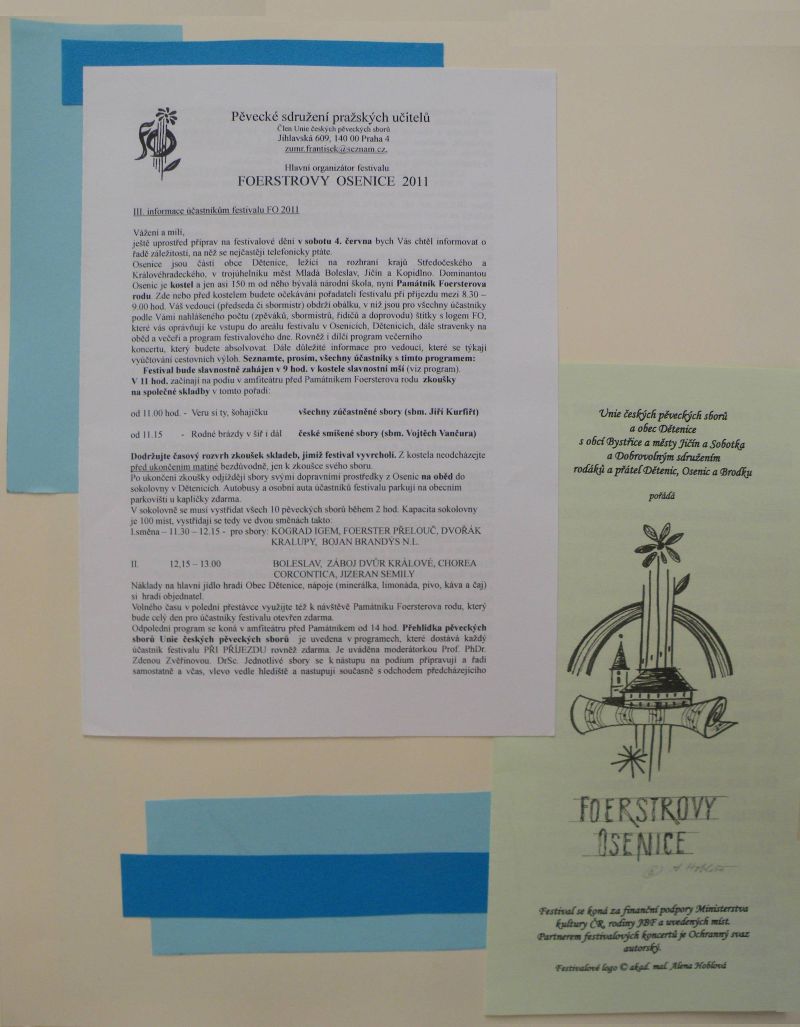 Pěvecké sdružení pražských učitelů
Člen Unie českých pěveckých sborů
Jihlavská 609, 140 00 Praha 4
zumr.frantisek@seznam.cz.
Hlavní organizátor festivalu
FOERSTROVY OSENICE 2011
III. informace účastníkům festivalu FO 2011
Vážení a milí,
ještě uprostřed příprav na festivalové dění v sobotu 4. června bych Vás chtěl informovat o
řadě záležitostí, na něž se nejčastěji telefonicky ptáte.
Osenice jsou částí obce Dětenice, ležící na rozhraní krajů Středočeského a
Královéhradeckého, v trojúhelníku měst Mladá Boleslav, Jičín a Kopidlno. Dominantou
Osenic je kostel a jen asi 150 m od něho bývalá národní škola, nyní Památník Foersterova
rodu. Zde nebo před kostelem budete očekáváni pořadateli festivalu při příjezdu mezi 8.30 –
9.00 hod. Váš vedoucí (předseda či sbormistr) obdrží obálku, v níž jsou pro všechny účastníky
podle Vámi nahlášeného počtu (zpěváků, sbormistrů, řidičů a doprovodu) štítky s logem FO,
které vás opravňují ke vstupu do areálu festivalu v Osenicích, Dětenicích, dále stravenky na
oběd a večeři a program festivalového dne. Rovněž i dílčí program večerního
koncertu, který budete absolvovat. Dále důležité informace pro vedoucí, které se týkají
vyúčtování cestovních výloh. Seznamte, prosím, všechny účastníky s tímto programem:
Festival bude slavnostně zahájen v 9 hod. v kostele slavnostní mší (viz program).
V 11 hod. začínají na podiu v amfiteátru před Památníkem Foersterova rodu zkoušky
na společné skladby v tomto pořadí:
od 11.00 hod. - Veru si ty, šohajíčku všechny zúčastněné sbory (sbm. Jiří Kurfiřt)
od 11.15 - Rodné brázdy v šíř i dál české smíšené sbory (sbm. Vojtěch Vančura)
Dodržujte časový rozvrh zkoušek skladeb, jimiž festival vyvrcholí. Z kostela neodcházejte
před ukončením matiné bezdůvodně, jen k zkoušce svého sboru.
Po ukončení zkoušky odjíždějí sbory svými dopravními prostředky z Osenic na oběd do
sokolovny v Dětenicích. Autobusy a osobní auta účastníků festivalu parkují na obecním
parkovišti u kapličky zdarma.
V sokolovně se musí vystřídat všech 10 pěveckých sborů během 2 hod. Kapacita sokolovny
je 100 míst, vystřídají se tedy ve dvou směnách takto:
I.směna – 11.30 – 12.15 - pro sbory: KOGRAD IGEM, FOERSTER PŘELOUČ, DVOŘÁK
KRALUPY, BOJAN BRANDÝS N.L.
II. 12,15 – 13.00 BOLESLAV, ZÁBOJ DVŮR KRÁLOVÉ, CHOREA
CORCONTICA, JIZERAN SEMILY
Náklady na hlavní jídlo hradí Obec Dětenice, nápoje (minerálka, limonáda, pivo, káva a čaj)
si hradí objednatel.
Volného času v polední přestávce využijte též k návštěvě Památníku Foersterova rodu, který
bude celý den pro účastníky festivalu otevřen zdarma.
Odpolední program se koná v amfiteátru před Památníkem od 14 hod. Přehlídka pěveckých
sborů Unie českých pěveckých sborů je uvedena v programech, které dostává každý
účastník festivalu PŘI PŘÍJEZDU rovněž zdarma. Je uváděna moderátorkou Prof. PhDr.
Zdenou Zvěřinovou. DrSc. Jednotlivé sbory se k nástupu na podium připravují a řadí
samostatně a včas, vlevo vedle hlediště a nastupují současně s odchodem předcházejícího
Unie českých pěveckých sborů
a obec Dětenice
s obcí Bystřice a městy Jičín a Sobotka
a Dobrovolným sdružením
rodáků a přátel Dětenic, Osenic a Brodku
pořádá
FOERSTROVY
OSENICE
Festival se koná za finanční podpory Ministerstva
kultury ČR, rodiny JBF a uvedených míst.
Partnerem festivalových koncertů je Ochranný svaz
autorský.
Festivalové logo © akad. mal. Alena Hoblová